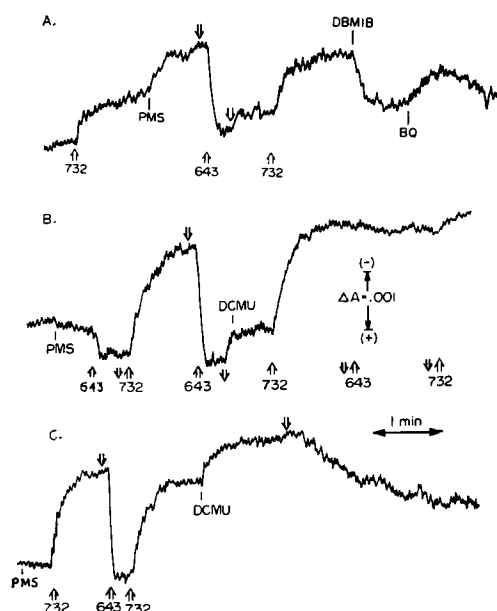 A.
DBMIB
PMS
BQ
732
643
732
B.
(-)
DCMU
ΔA=.001
PMS
(+)
643
732
643
732
643
732
1 min
C.
DCMU
PMS
732
643
732